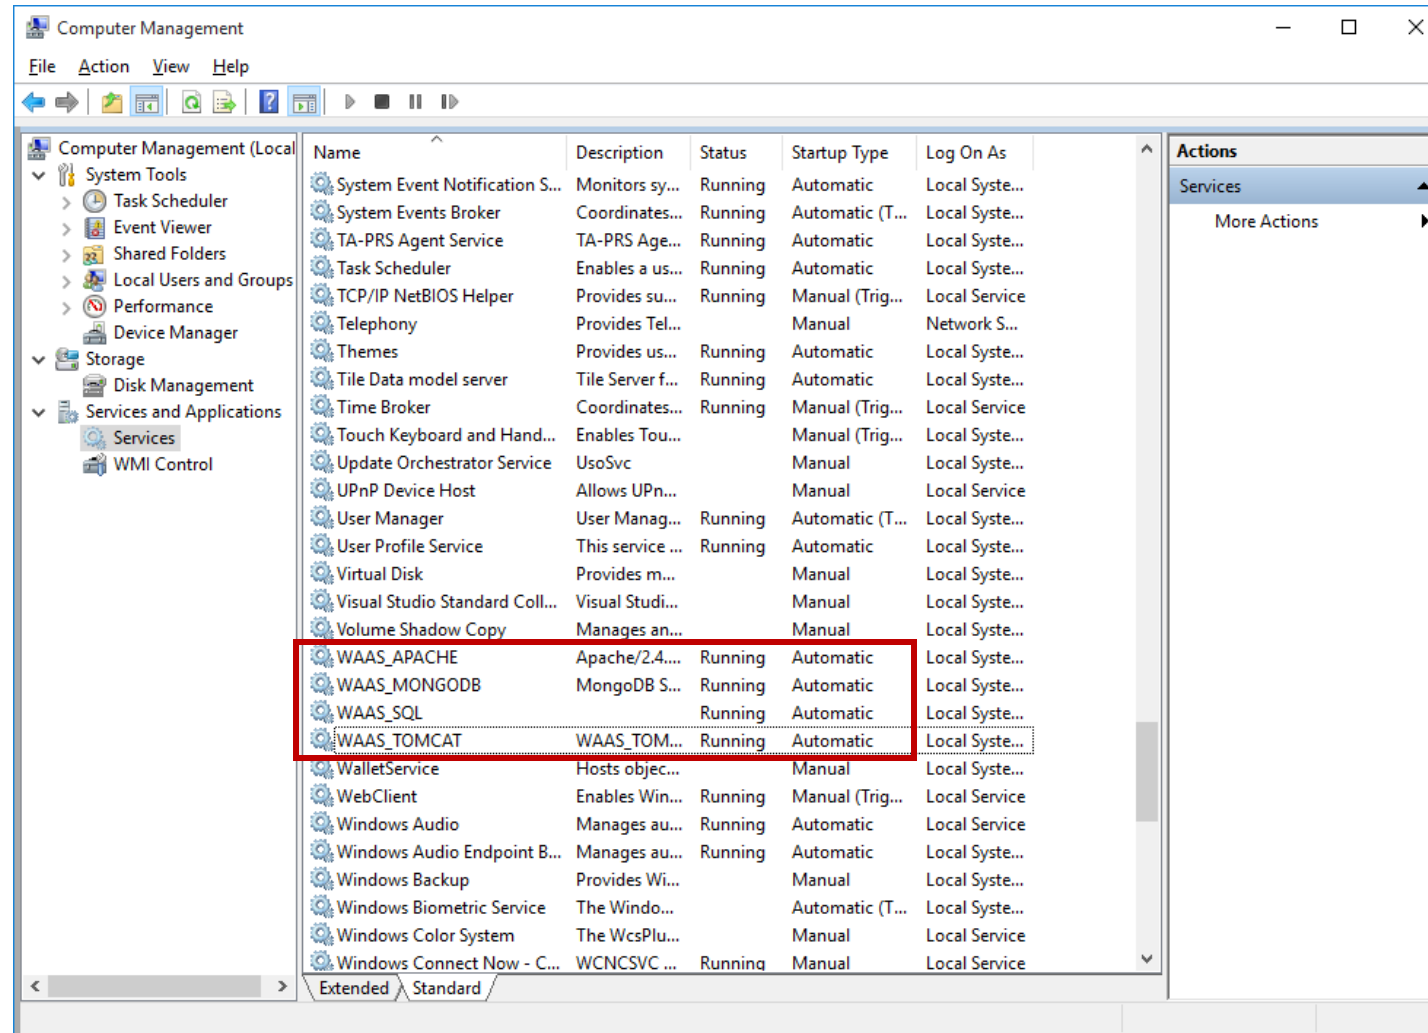 Computer Management
File Action View Help
Computer Management (Local
System Tools
Task Scheduler
Event Viewer
Shared Folders
Local Users and Groups
Performance
Device Manager
Storage
Disk Management
Services and Applications
Services
WMI Control
Name Description Status Startup Type Log On As
System Event Notification S... Monitors sy... Running Automatic Local Syste...
System Events Broker Coordinates... Running Automatic (T... Local Syste...
TA-PRS Agent Service TA-PRS Age... Running Automatic Local Syste...
Task Scheduler Enables a us... Running Automatic Local Syste...
TCP/IP NetBIOS Helper Provides su... Running Manual (Trig... Local Service
Telephony Provides Tel... Manual Network S...
Themes Provides us... Running Automatic Local Syste...
Tile Data model server Tile Server f... Running Automatic Local Syste...
Time Broker Coordinates... Running Manual (Trig... Local Service
Touch Keyboard and Hand... Enables Tou... Manual (Trig... Local Syste...
Update Orchestrator Service UsoSvc Manual Local Syste...
UPnP Device Host Allows UPn... Manual Local Service
User Manager User Manag... Running Automatic (T... Local Syste...
User Profile Service This service ... Running Automatic Local Syste...
Virtual Disk Provides m... Manual Local Syste...
Visual Studio Standard Coll... Visual Studi... Manual Local Syste...
Volume Shadow Copy Manages an... Manual Local Syste...
WAAS_APACHE Apache/2.4.... Running Automatic Local Syste...
WAAS_MONGODB MongoDB S... Running Automatic Local Syste...
WAAS_SQL Running Automatic Local Syste...
WAAS_TOMCAT WAAS_TOM... Running Automatic Local Syste...
WalletService Hosts objec... Manual Local Syste...
WebClient Enables Win... Running Manual (Trig... Local Service
Windows Audio Manages au... Running Automatic Local Service
Windows Audio Endpoint B... Manages au... Running Automatic Local Syste...
Windows Backup Provides Wi... Manual Local Syste...
Windows Biometric Service The Windo... Automatic (T... Local Syste...
Windows Color System The WcsPlu... Manual Local Service
Windows Connect Now - C... WCNCSVC ... Running Manual Local Service
Extended Standard
Actions
Services
More Actions